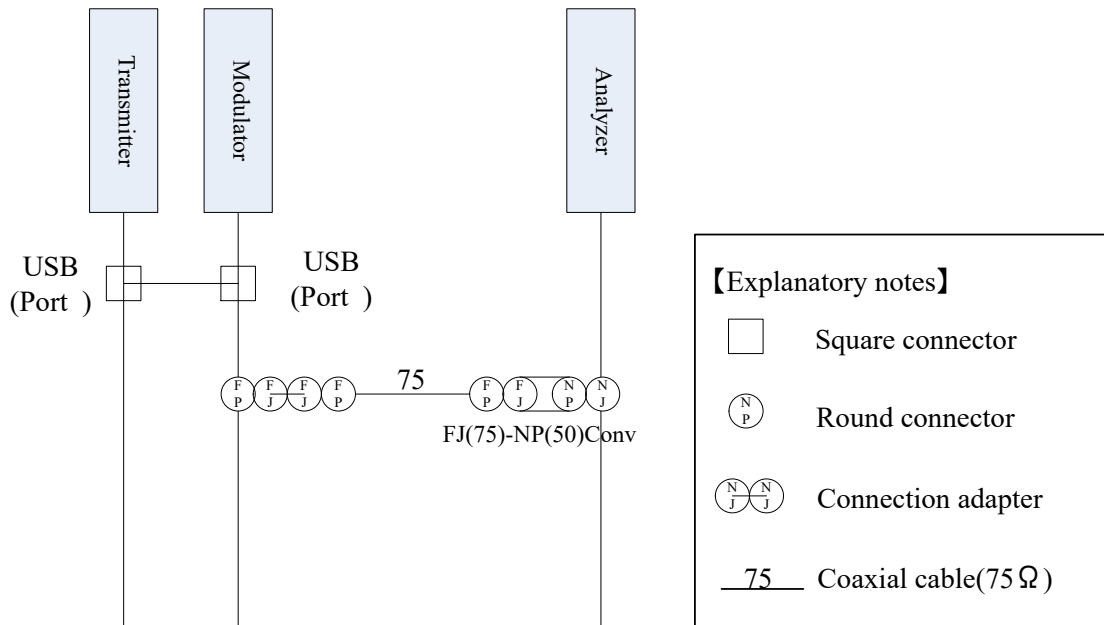 Transmitter
Modulator
Analyzer
USB
(Port )
USB
(Port )
F
P
F
J
F
J
F
P
75
F
P
F
J
N
P
N
J
FJ(75)-NP(50)Conv
【Explanatory notes】
Square connector
N
P
Round connector
N
J
N
J
Connection adapter
75
Coaxial cable(75Ω)